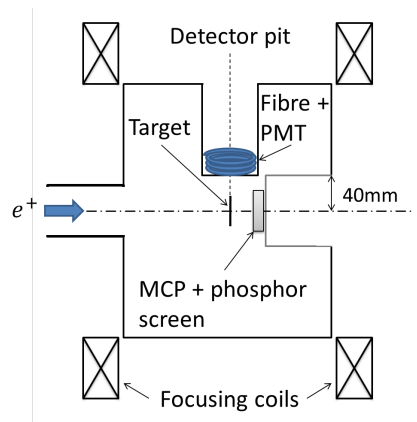 Detector pit
Fibre +
PMT
Target
40mm
e⁺
MCP + phosphor
screen
Focusing coils